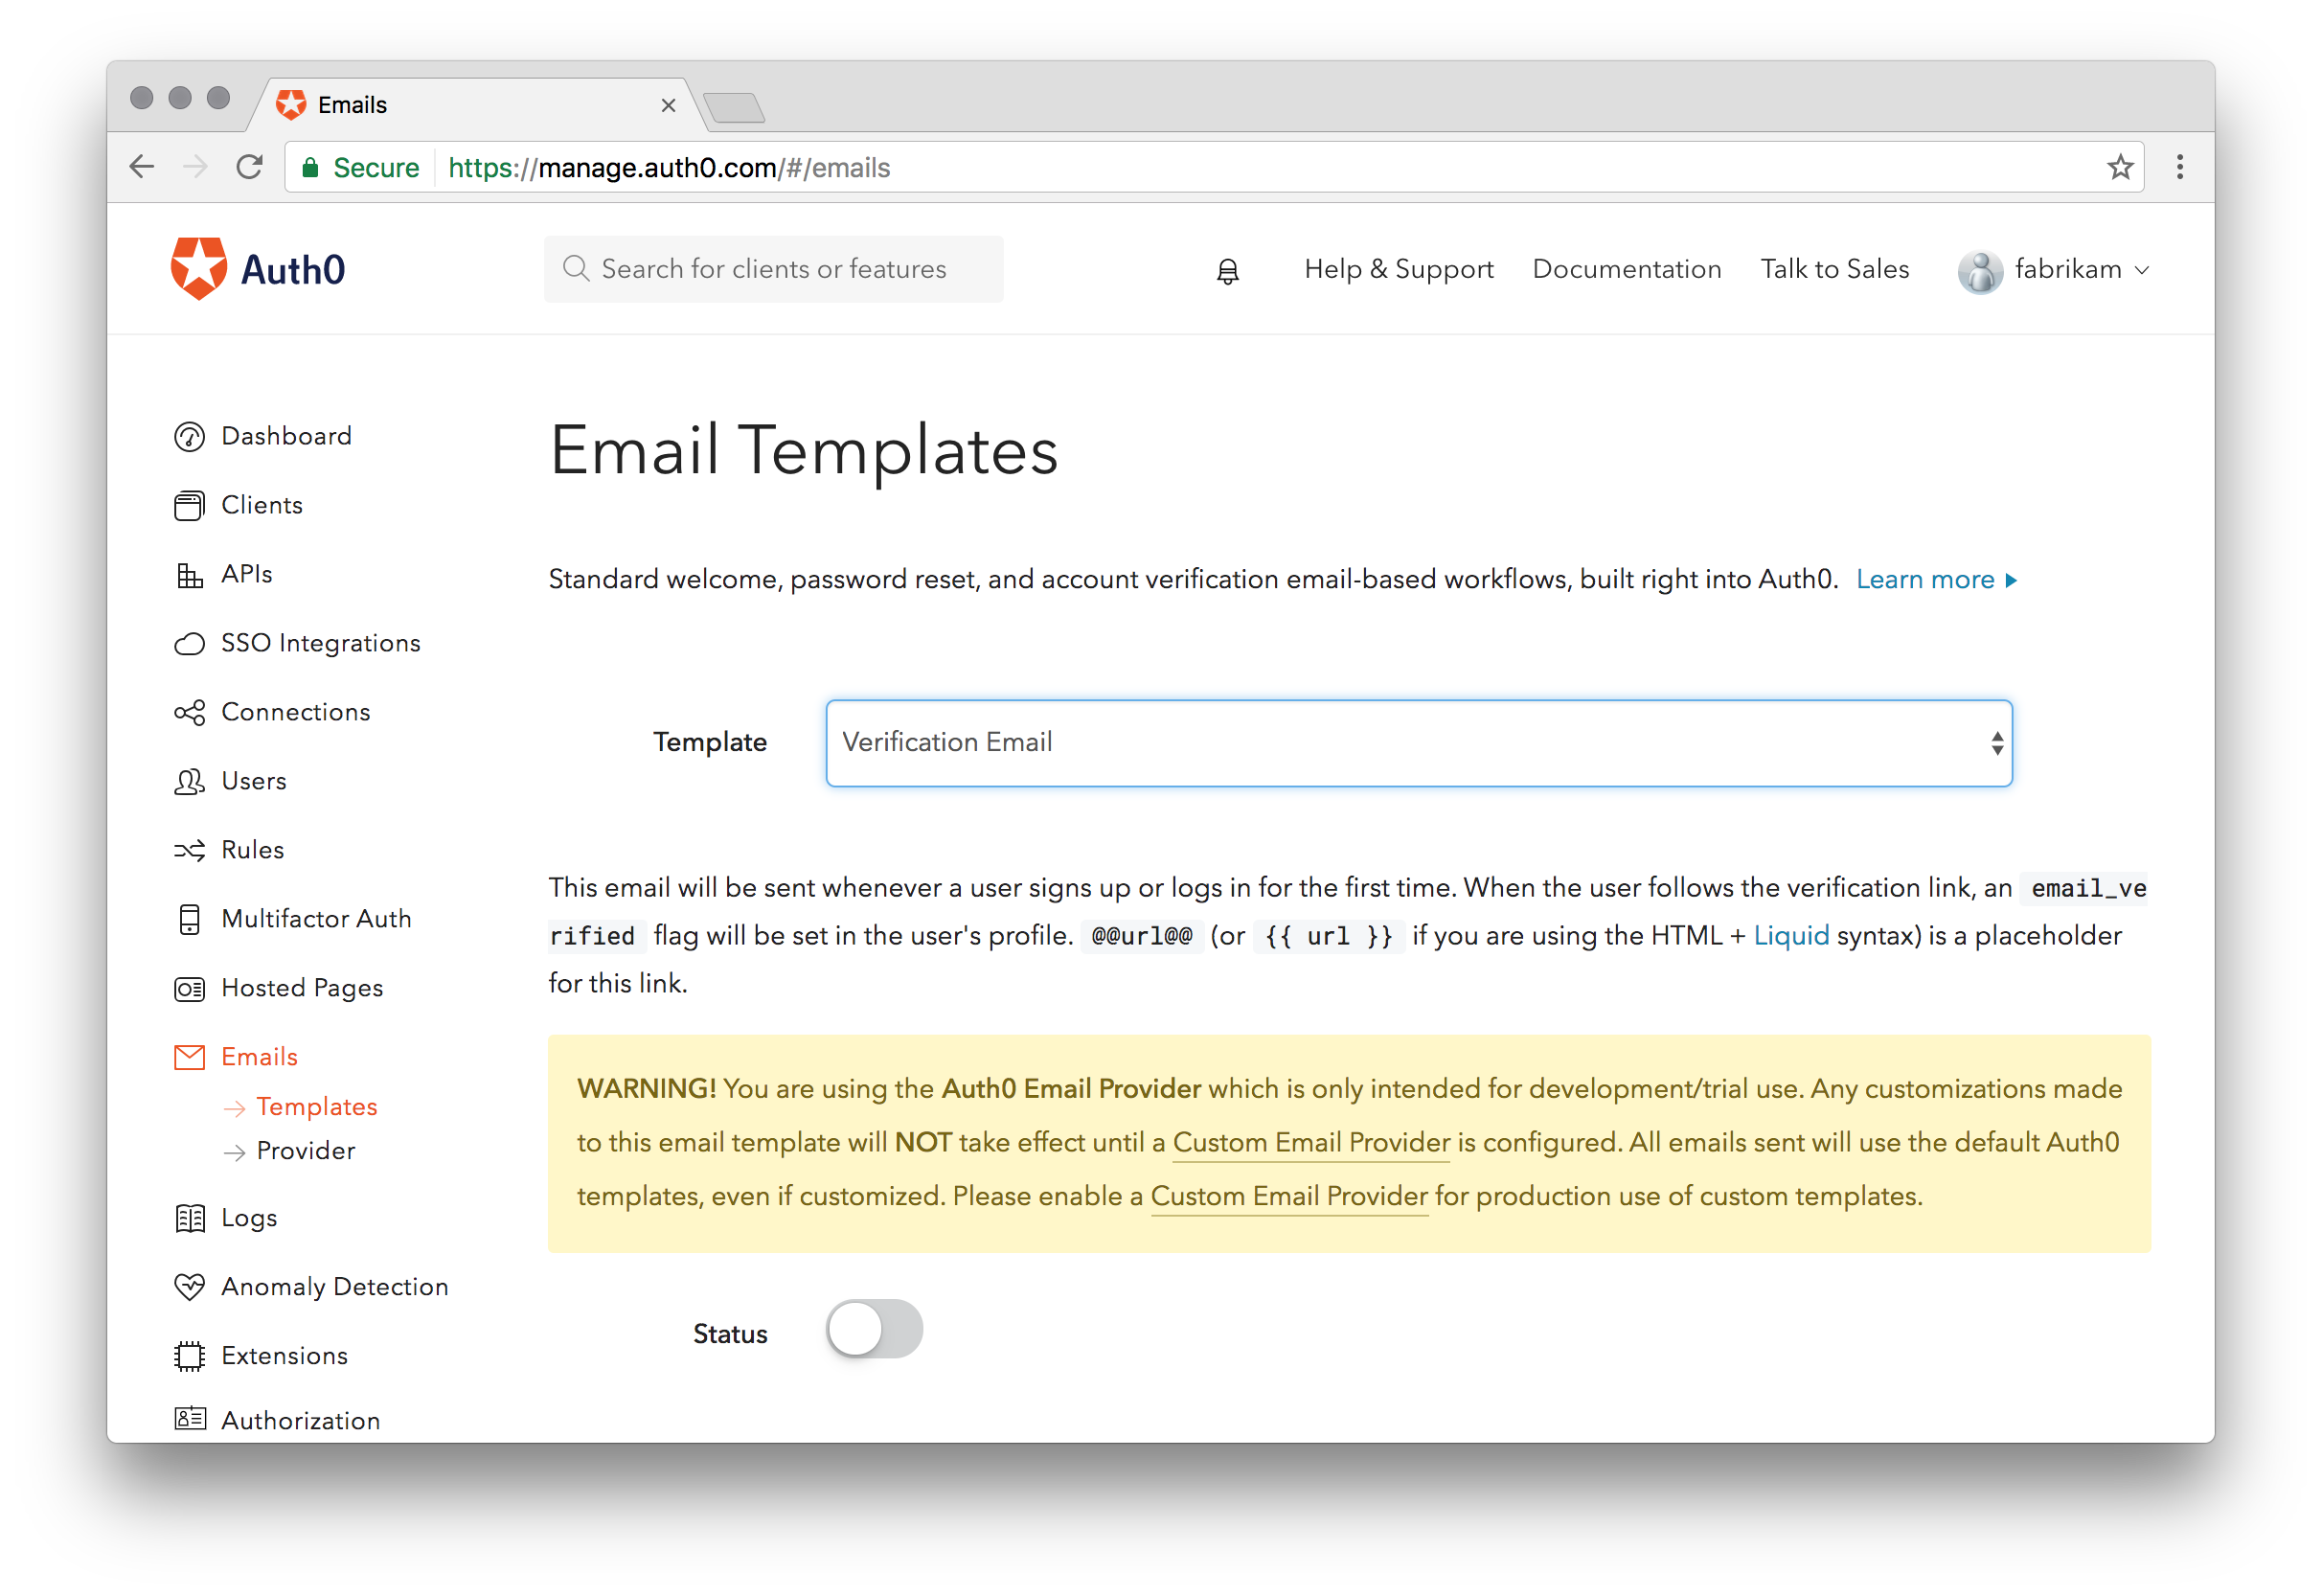 Emails
Secure https://manage.auth0.com/#/emails
Auth0
Search for clients or features
Help & Support
Documentation
Talk to Sales
fabrikam
Dashboard
Clients
APIs
SSO Integrations
Connections
Users
Rules
Multifactor Auth
Hosted Pages
Emails
Templates
Provider
Logs
Anomaly Detection
Extensions
Authorization
Email Templates
Standard welcome, password reset, and account verification email-based workflows, built right into Auth0. Learn more
Template
Verification Email
This email will be sent whenever a user signs up or logs in for the first time. When the user follows the verification link, an email_ve
rified flag will be set in the user's profile. @@url@@ (or {{ url }} if you are using the HTML + Liquid syntax) is a placeholder
for this link.
WARNING! You are using the Auth0 Email Provider which is only intended for development/trial use. Any customizations made
to this email template will NOT take effect until a Custom Email Provider is configured. All emails sent will use the default Auth0
templates, even if customized. Please enable a Custom Email Provider for production use of custom templates.
Status